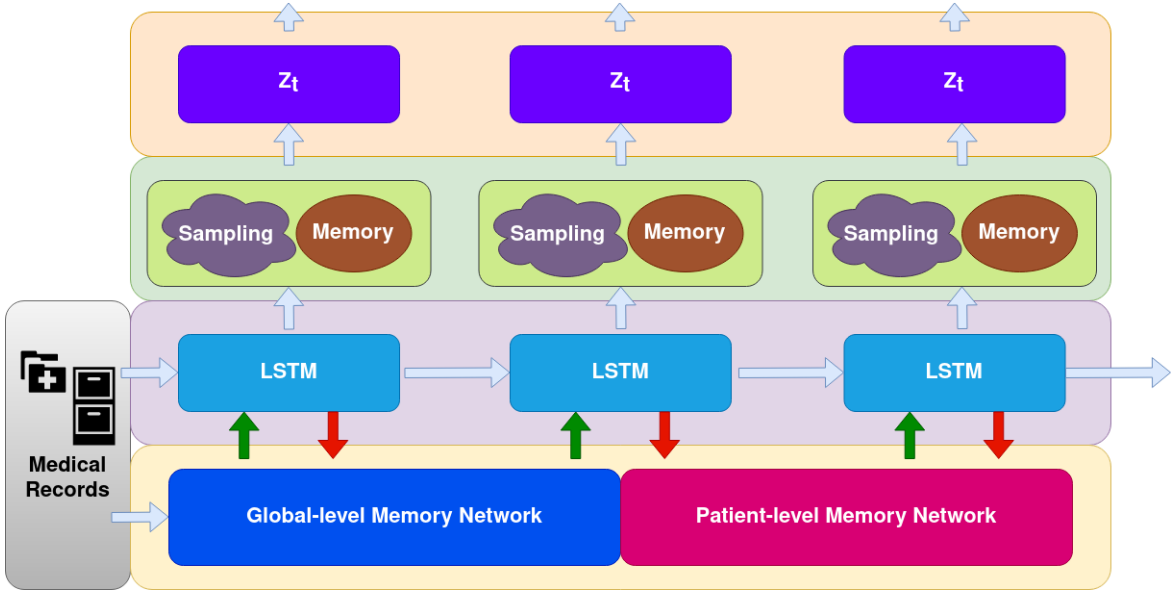 Zt
Zt
Zt
Sampling
Memory
Sampling
Memory
Sampling
Memory
LSTM
LSTM
LSTM
Medical
Records
Global-level Memory Network
Patient-level Memory Network